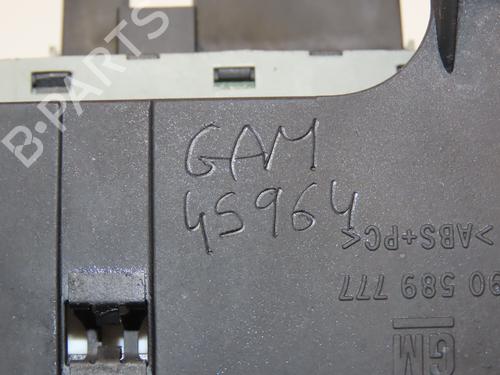 B-PARTS
GAM
45964
>ABS+PC<
90 589 777
GM